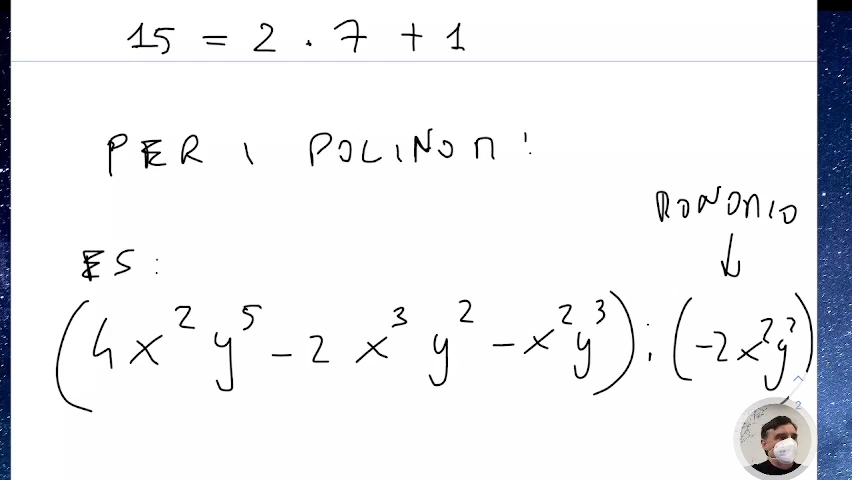 15 = 2 . 7 + 1
PER I POLINOMI
MONOMIO
↓
ES:
(4x²y⁵ - 2x³y² - x²y³) : (-2x²y²)